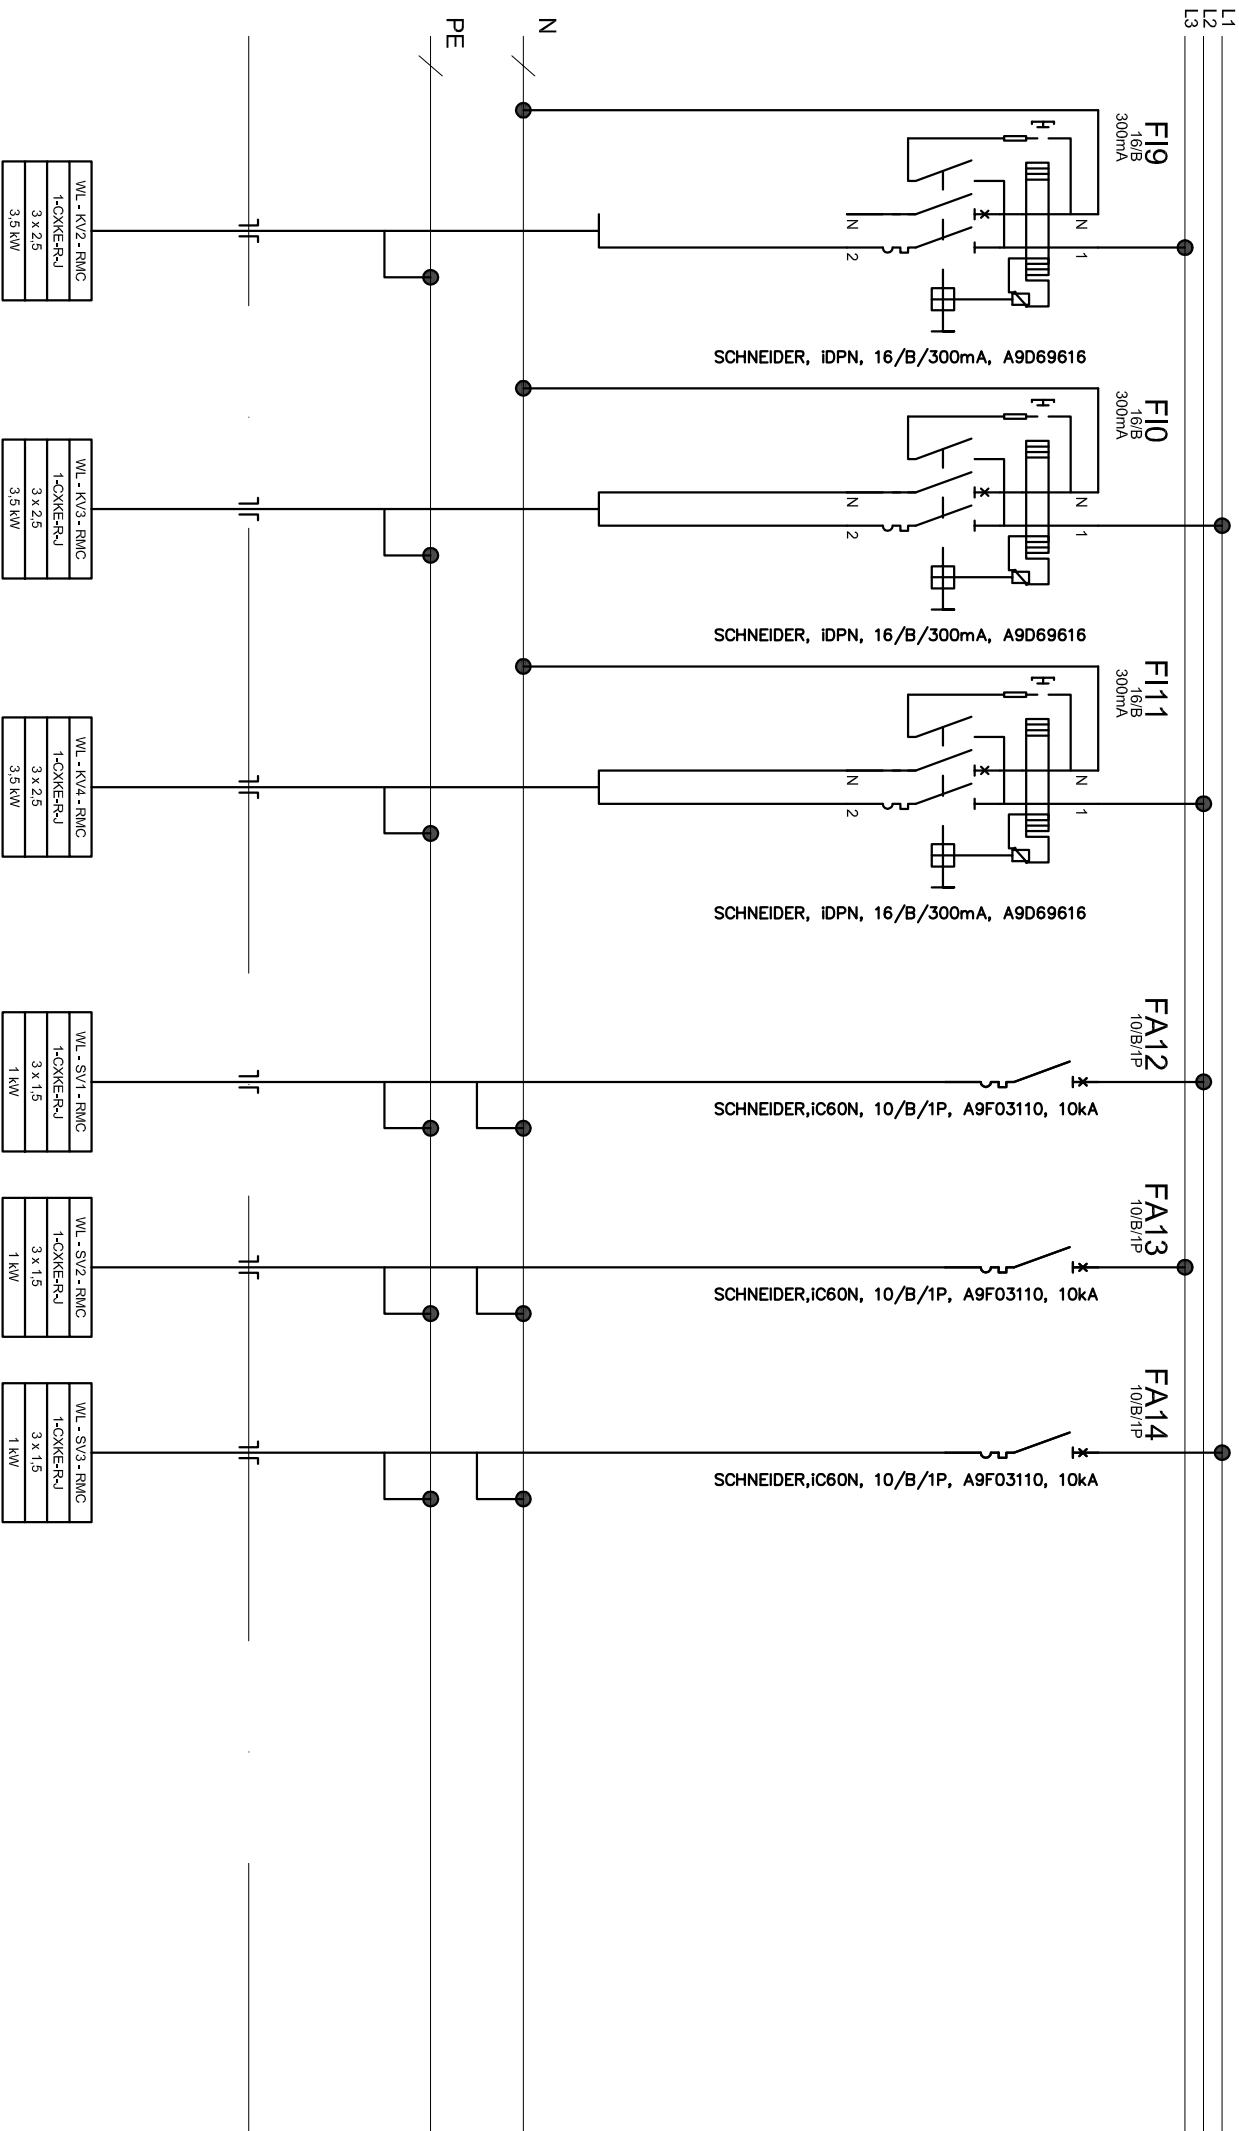 L1
L2
L3
N
PE
FI9
16/B
300mA
N
1
N
2
SCHNEIDER, iDPN, 16/B/300mA, A9D69616
WL - KV2 - RMC
1-CXKE-R-J
3 x 2,5
3,5 kW
FI0
16/B
300mA
N
1
N
2
SCHNEIDER, iDPN, 16/B/300mA, A9D69616
WL - KV3 - RMC
1-CXKE-R-J
3 x 2,5
3,5 kW
FI11
16/B
300mA
N
1
N
2
SCHNEIDER, iDPN, 16/B/300mA, A9D69616
WL - KV4 - RMC
1-CXKE-R-J
3 x 2,5
3,5 kW
FA12
10/B/1P
SCHNEIDER,iC60N, 10/B/1P, A9F03110, 10kA
WL - SV1 - RMC
1-CXKE-R-J
3 x 1,5
1 kW
FA13
10/B/1P
SCHNEIDER,iC60N, 10/B/1P, A9F03110, 10kA
WL - SV2 - RMC
1-CXKE-R-J
3 x 1,5
1 kW
FA14
10/B/1P
SCHNEIDER,iC60N, 10/B/1P, A9F03110, 10kA
WL - SV3 - RMC
1-CXKE-R-J
3 x 1,5
1 kW